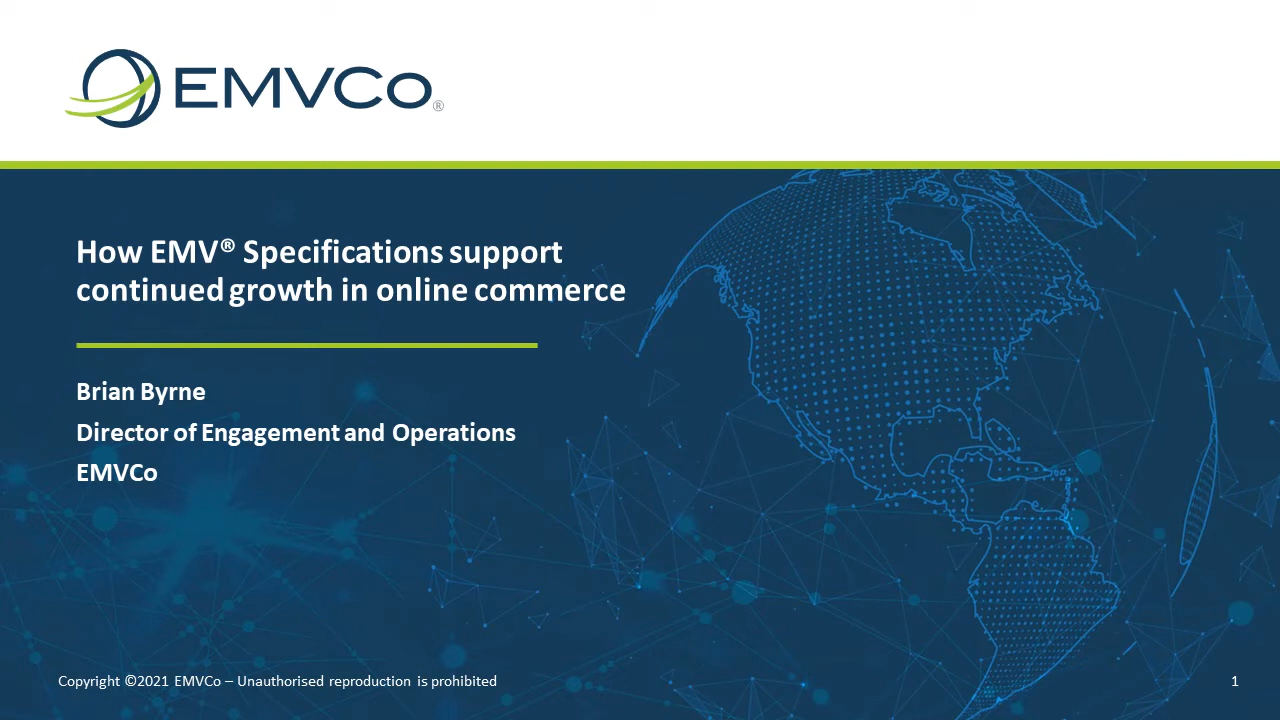 EMVCo®
How EMV® Specifications support
continued growth in online commerce
Brian Byrne
Director of Engagement and Operations
EMVCo
Copyright ©2021 EMVCo – Unauthorised reproduction is prohibited
1